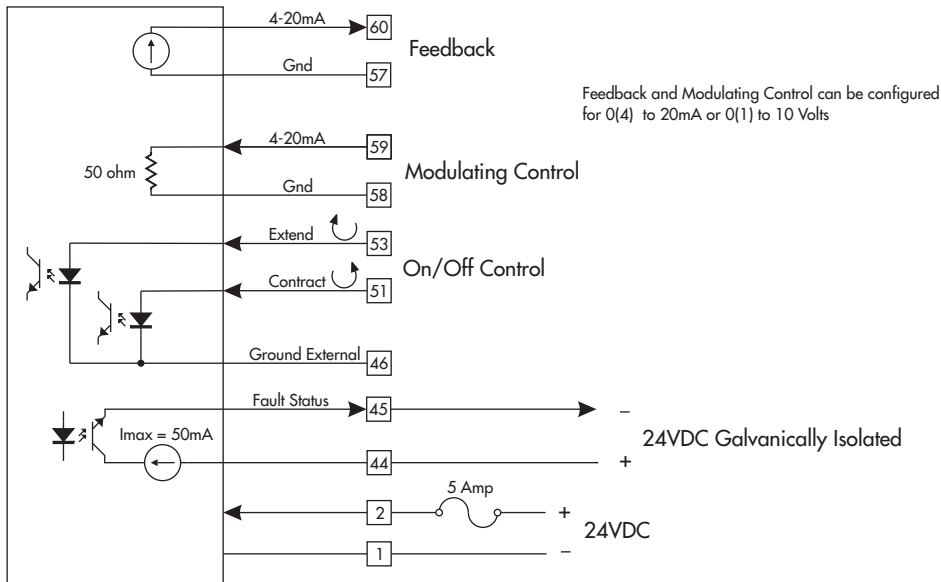 4-20mA
60
Feedback
Gnd
57
Feedback and Modulating Control can be configured
for 0(4) to 20mA or 0(1) to 10 Volts
4-20mA
59
50 ohm
Modulating Control
Gnd
58
Extend
53
On/Off Control
Contract
51
Ground External
46
Fault Status
45
–
Imax = 50mA
24VDC Galvanically Isolated
44
+
5 Amp
2
+
24VDC
1
–